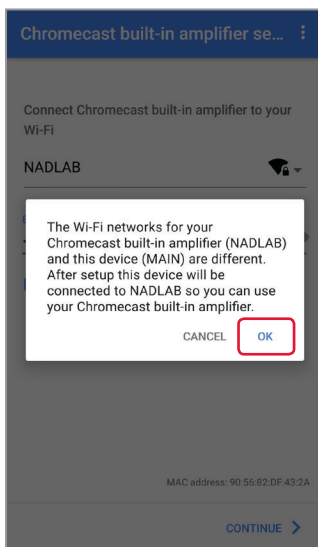 Chromecast built-in amplifier se...
Connect Chromecast built-in amplifier to your
Wi-Fi
NADLAB
The Wi-Fi networks for your
Chromecast built-in amplifier (NADLAB)
and this device (MAIN) are different.
After setup this device will be
connected to NADLAB so you can use
your Chromecast built-in amplifier.
CANCEL OK
MAC address: 90:56:82:DF:43:2A
CONTINUE